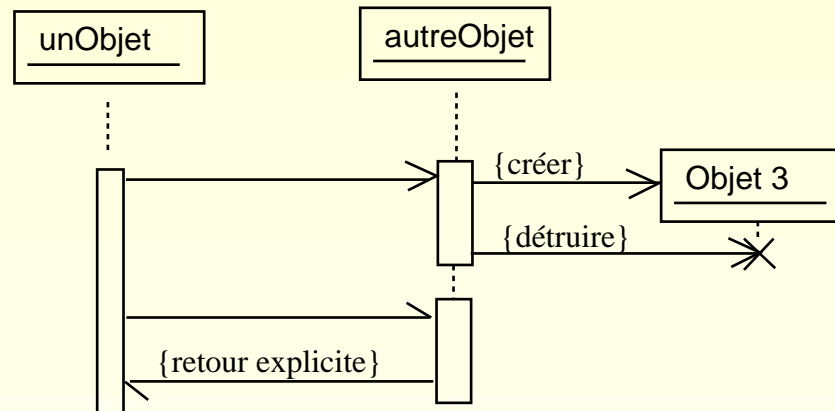 unObjet
autreObjet
{créer}
Objet 3
{détruire}
{retour explicite}